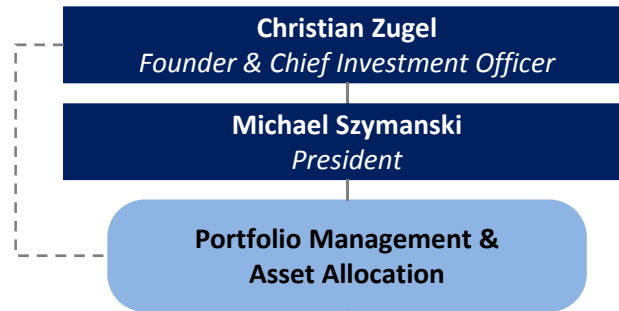 Christian Zugel
Founder & Chief Investment Officer
Michael Szymanski
President
Portfolio Management &
Asset Allocation